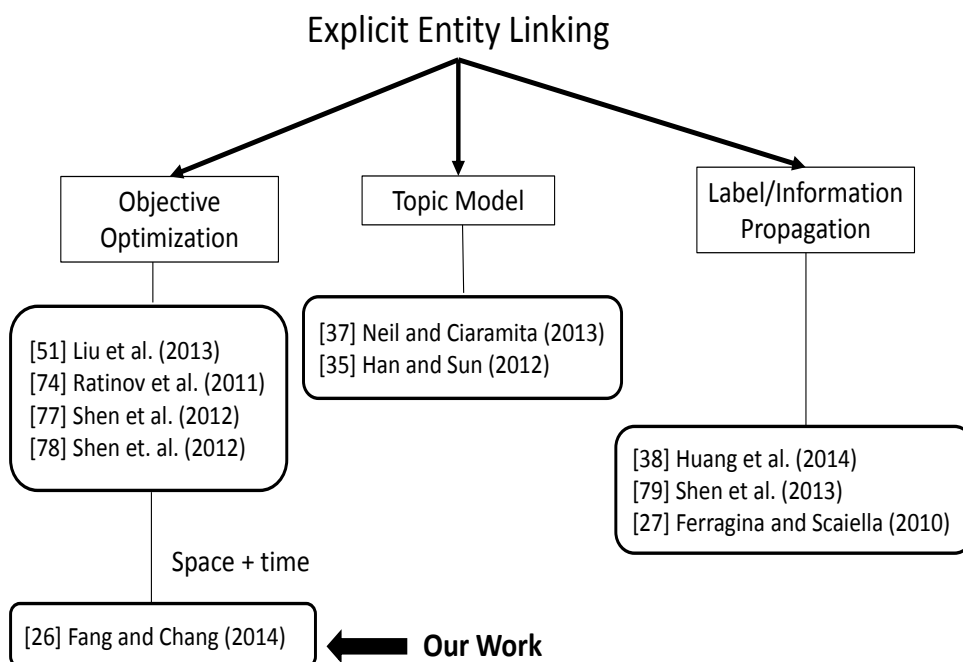 Explicit Entity Linking
Objective
Optimization
Topic Model
Label/Information
Propagation
[51] Liu et al. (2013)
[74] Ratinov et al. (2011)
[77] Shen et al. (2012)
[78] Shen et. al. (2012)
[37] Neil and Ciaramita (2013)
[35] Han and Sun (2012)
[38] Huang et al. (2014)
[79] Shen et al. (2013)
[27] Ferragina and Scaiella (2010)
Space + time
[26] Fang and Chang (2014)
Our Work